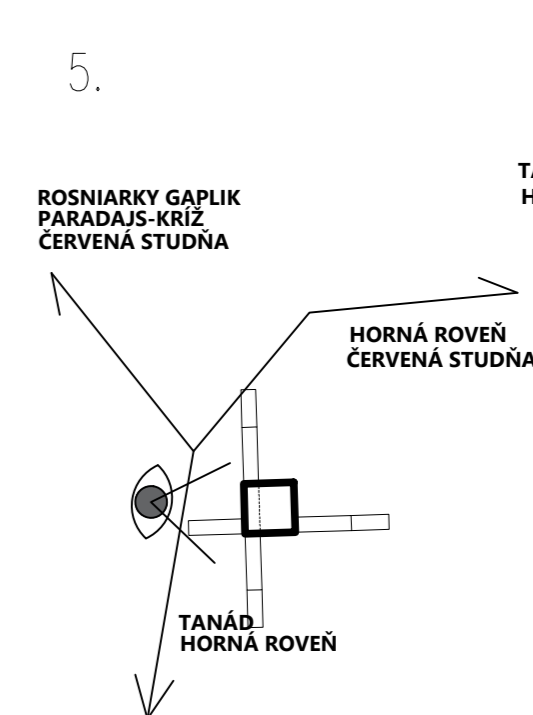 5.
ROSNIARKY GAPLIK
PARADAJS-KRÍŽ
ČERVENÁ STUDŇA
HORNÁ ROVEŇ
ČERVENÁ STUDŇA
TANÁD
HORNÁ ROVEŇ